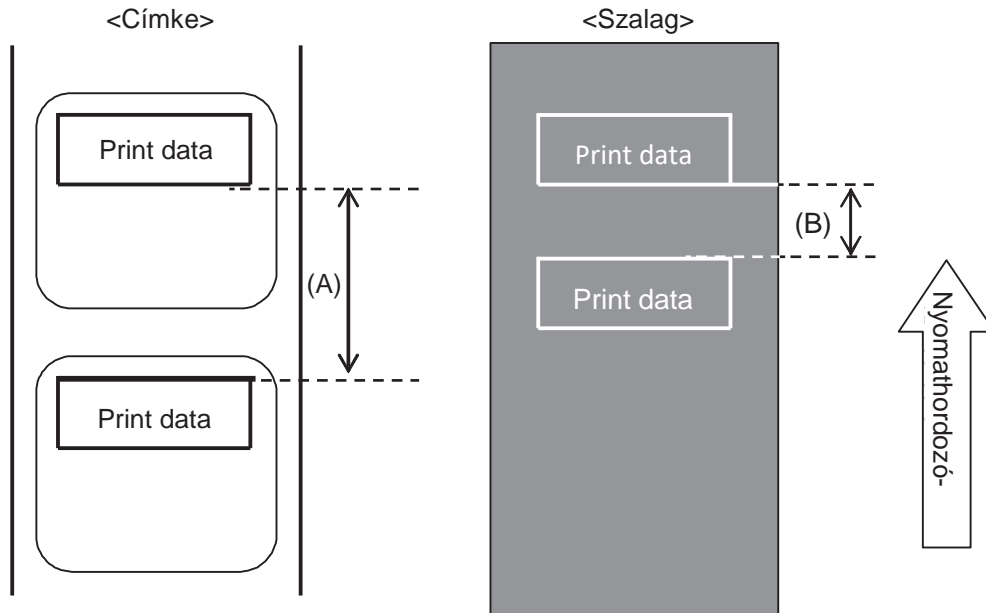 <Címke>
Print data
(A)
Print data
<Szalag>
Print data
(B)
Print data
Nyomathordozó-